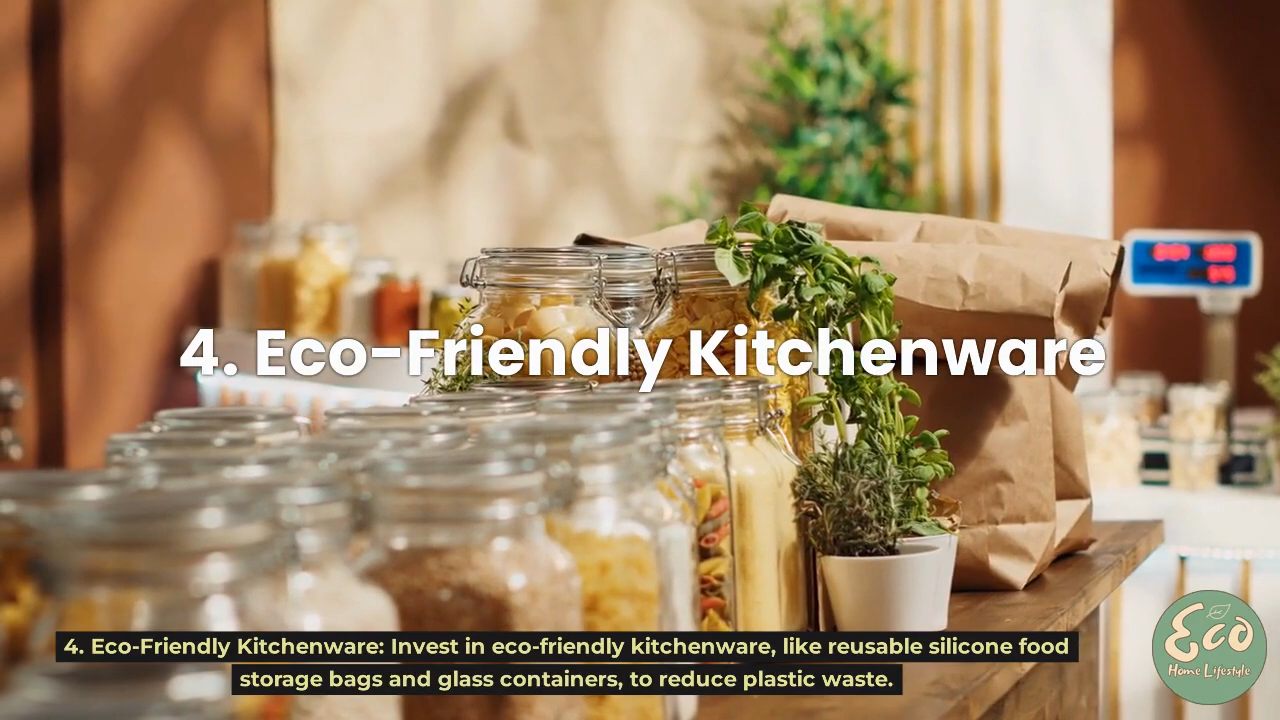 4. Eco-Friendly Kitchenware
4. Eco-Friendly Kitchenware: Invest in eco-friendly kitchenware, like reusable silicone food
storage bags and glass containers, to reduce plastic waste.
Eco
Home Lifestyle